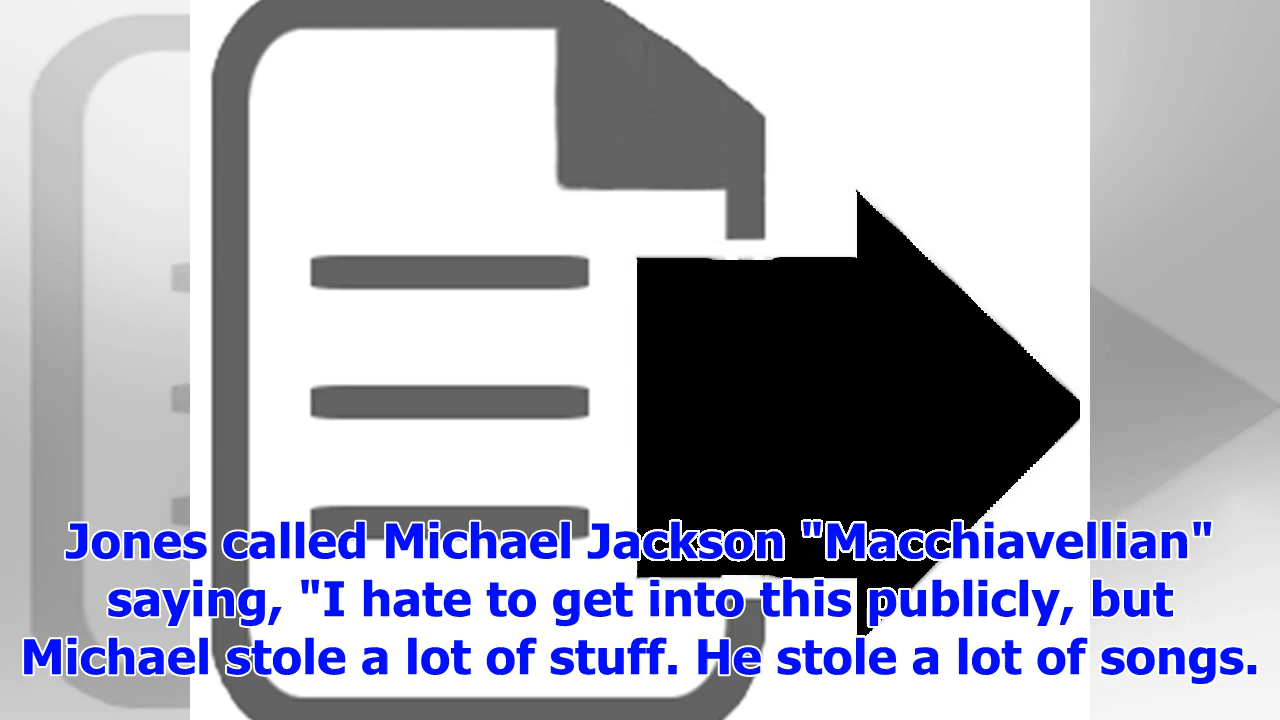 Jones called Michael Jackson "Macchiavellian"
saying, "I hate to get into this publicly, but
Michael stole a lot of stuff. He stole a lot of songs.